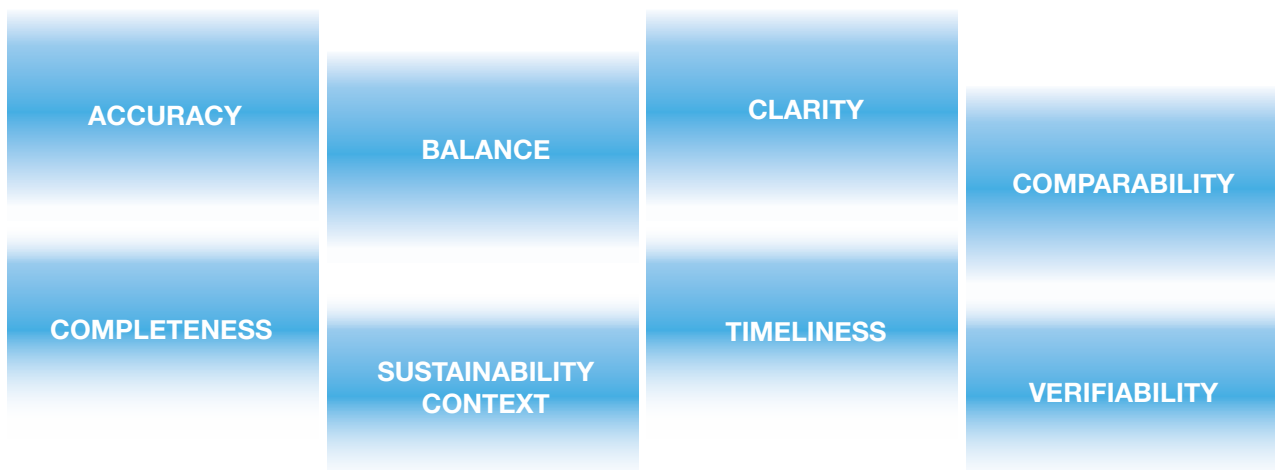 ACCURACY
BALANCE
CLARITY
COMPARABILITY
COMPLETENESS
SUSTAINABILITY
CONTEXT
TIMELINESS
VERIFIABILITY